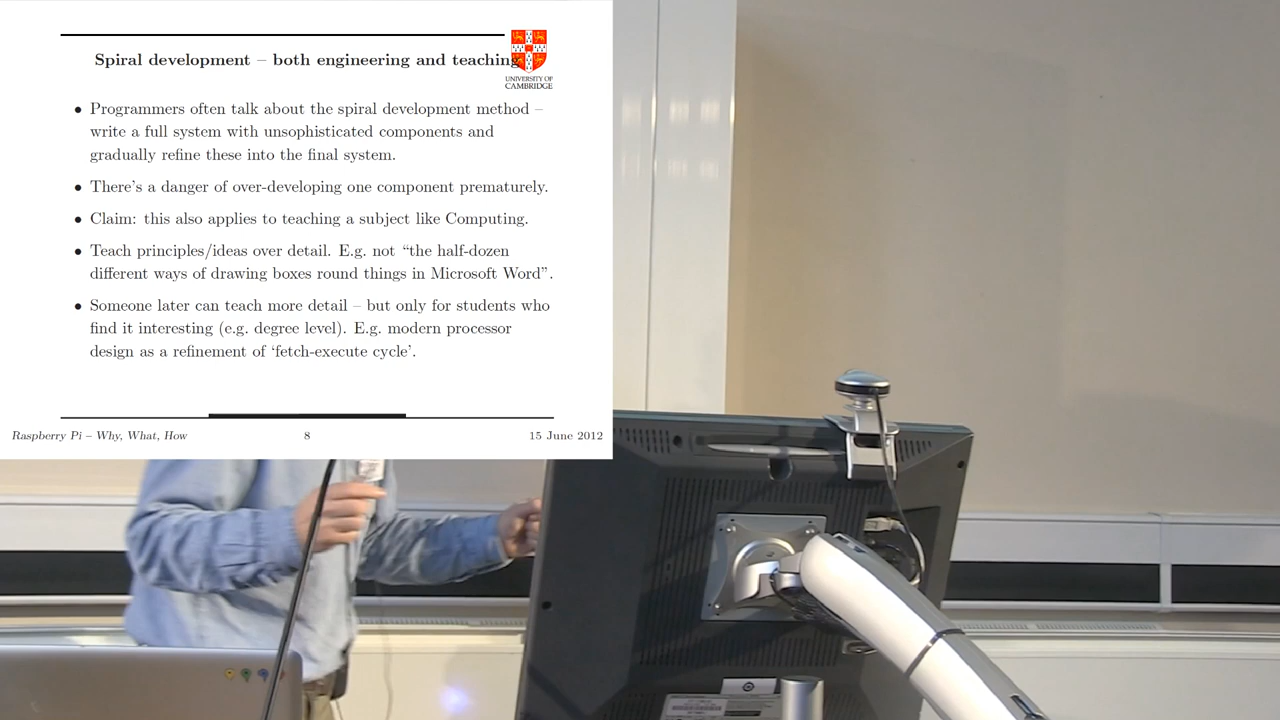 Spiral development – both engineering and teaching
UNIVERSITY OF
CAMBRIDGE
• Programmers often talk about the spiral development method –
write a full system with unsophisticated components and
gradually refine these into the final system.
• There's a danger of over-developing one component prematurely.
• Claim: this also applies to teaching a subject like Computing.
• Teach principles/ideas over detail. E.g. not “the half-dozen
different ways of drawing boxes round things in Microsoft Word”.
• Someone later can teach more detail – but only for students who
find it interesting (e.g. degree level). E.g. modern processor
design as a refinement of ‘fetch-execute cycle’.
Raspberry Pi – Why, What, How 8 15 June 2012